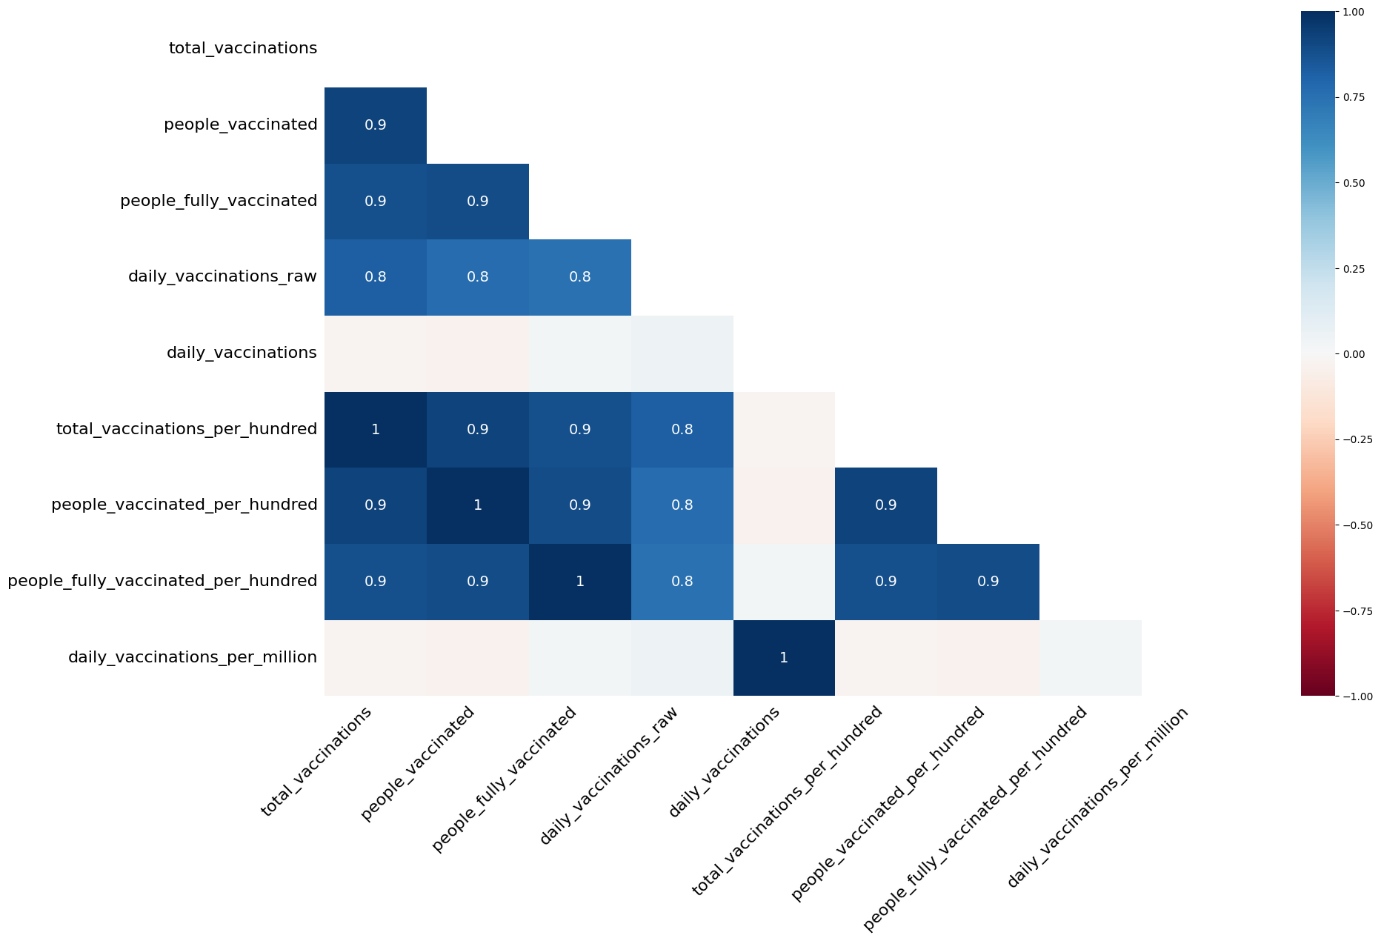 total_vaccinations
people_vaccinated 0.9
people_fully_vaccinated 0.9 0.9
daily_vaccinations_raw 0.8 0.8 0.8
daily_vaccinations
total_vaccinations_per_hundred 1 0.9 0.9 0.8
people_vaccinated_per_hundred 0.9 1 0.9 0.8 0.9
people_fully_vaccinated_per_hundred 0.9 0.9 1 0.8 0.9 0.9
daily_vaccinations_per_million 1
total_vaccinations
people_vaccinated
people_fully_vaccinated
daily_vaccinations_raw
daily_vaccinations
total_vaccinations_per_hundred
people_vaccinated_per_hundred
people_fully_vaccinated_per_hundred
daily_vaccinations_per_million
1.00
0.75
0.50
0.25
0.00
−0.25
−0.50
−0.75
−1.00